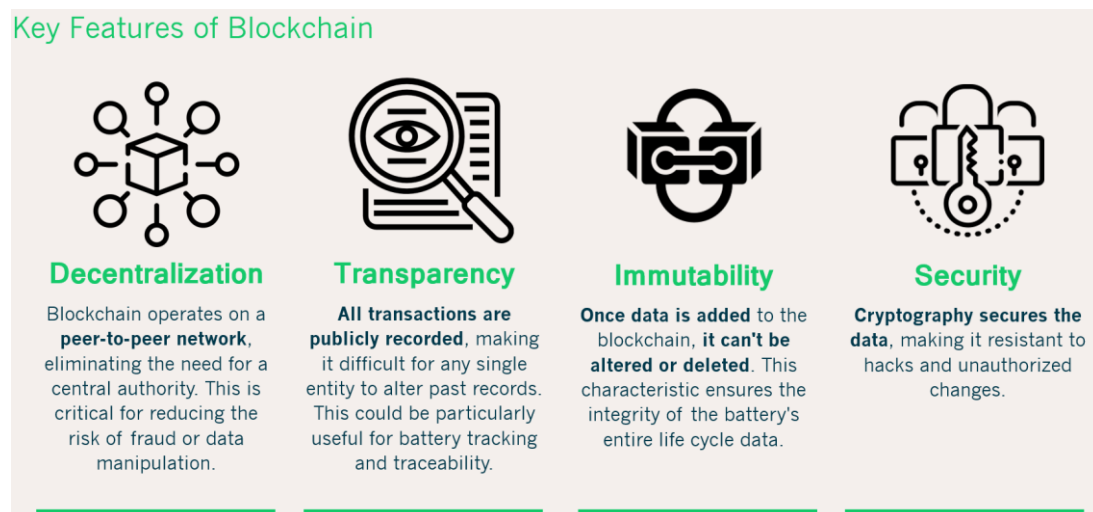 Key Features of Blockchain
Decentralization
Blockchain operates on a
peer-to-peer network,
eliminating the need for a
central authority. This is
critical for reducing the
risk of fraud or data
manipulation.
Transparency
All transactions are
publicly recorded, making
it difficult for any single
entity to alter past records.
This could be particularly
useful for battery tracking
and traceability.
Immutability
Once data is added to the
blockchain, it can't be
altered or deleted. This
characteristic ensures the
integrity of the battery's
entire life cycle data.
Security
Cryptography secures the
data, making it resistant to
hacks and unauthorized
changes.